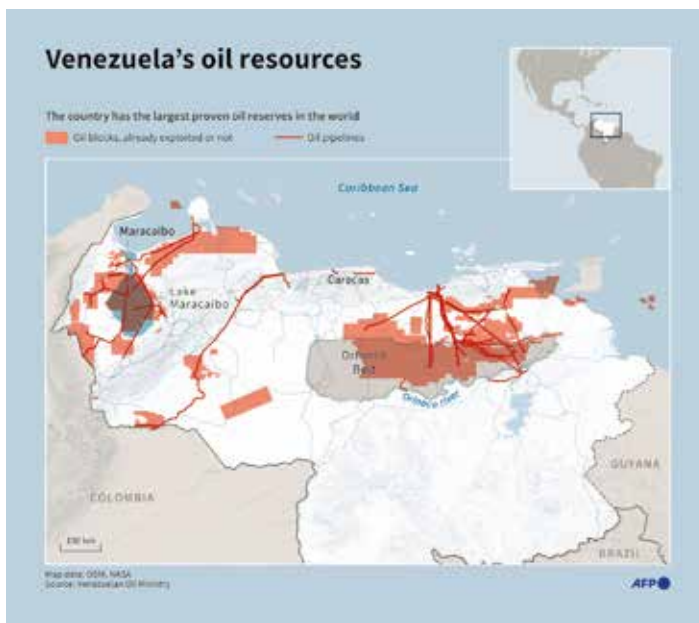 Venezuela's oil resources
The country has the largest proven oil reserves in the world
Oil blocks, already exploited or not
Oil pipelines
Caribbean Sea
Maracaibo
Lake
Maracaibo
Caracas
Orinoco
Belt
Orinoco river
GUYANA
COLOMBIA
BRAZIL
100 km
Map data: OSM, NASA
Source: Venezuelan Oil Ministry
AFP